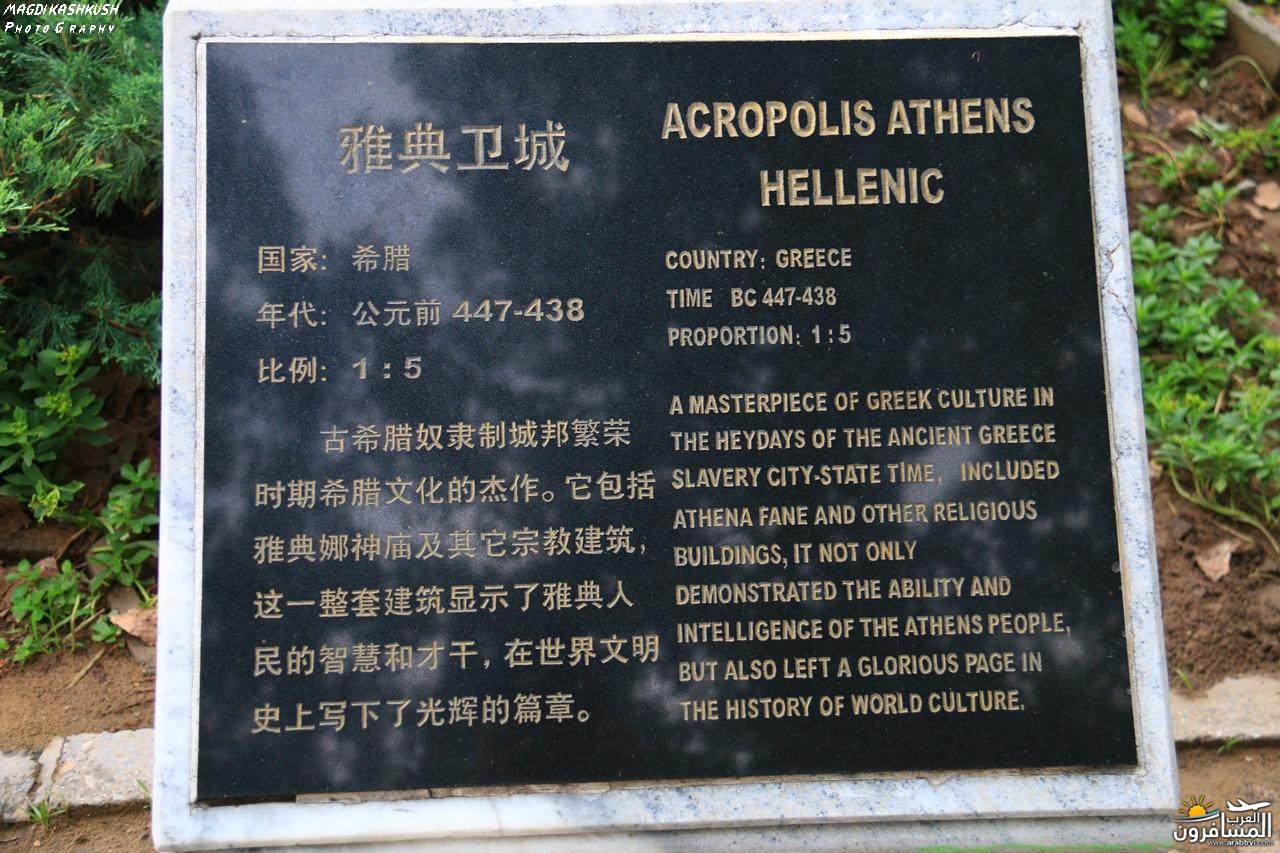 MAGDI KASHKUSH
PHOTOGRAPHY
雅典卫城
国家: 希腊
年代: 公元前 447-438
比例: 1:5
古希腊奴隶制城邦繁荣
时期希腊文化的杰作。它包括
雅典娜神庙及其它宗教建筑,
这一整套建筑显示了雅典人
民的智慧和才干, 在世界文明
史上写下了光辉的篇章。
ACROPOLIS ATHENS
HELLENIC
COUNTRY: GREECE
TIME BC 447-438
PROPORTION: 1:5
A MASTERPIECE OF GREEK CULTURE IN
THE HEYDAYS OF THE ANCIENT GREECE
SLAVERY CITY-STATE TIME, INCLUDED
ATHENA FANE AND OTHER RELIGIOUS
BUILDINGS, IT NOT ONLY
DEMONSTRATED THE ABILITY AND
INTELLIGENCE OF THE ATHENS PEOPLE,
BUT ALSO LEFT A GLORIOUS PAGE IN
THE HISTORY OF WORLD CULTURE.
العرب
المسافرون
www.arabtrvl.com